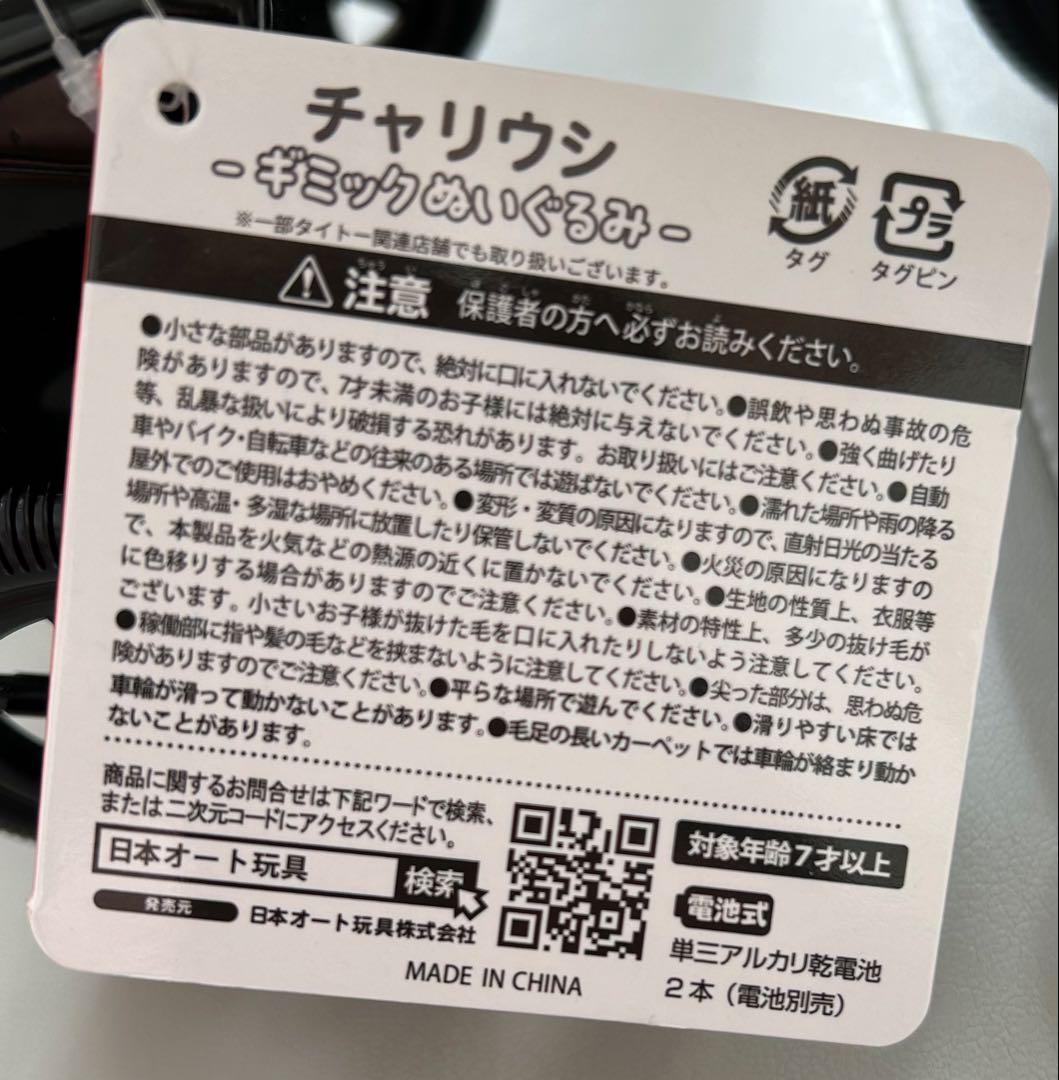 チャリウシ
-ギミックぬいぐるみ-
※一部タイトー関連店舗でも取り扱いございます。
紙
タグ
プラ
タグピン
注意 保護者の方へ必ずお読みください。
●小さな部品がありますので、絶対に口に入れないでください。●誤飲や思わぬ事故の危
険がありますので、7才未満のお子様には絶対に与えないでください。●強く曲げたり
等、乱暴な扱いにより破損する恐れがあります。お取り扱いにはご注意ください。●自動
車やバイク・自転車などの往来のある場所では遊ばないでください。●濡れた場所や雨の降る
屋外でのご使用はおやめください。●変形・変質の原因になりますので、直射日光の当たる
場所や高温・多湿な場所に放置したり保管しないでください。●火災の原因になりますの
で、本製品を火気などの熱源の近くに置かないでください。●生地の性質上、衣服等
に色移りする場合がありますのでご注意ください。●素材の特性上、多少の抜け毛が
ございます。小さいお子様が抜けた毛を口に入れたりしないよう注意してください。
●稼働部に指や髪の毛などを挟まないように注意してください。●尖った部分は、思わぬ危
険がありますのでご注意ください。●平らな場所で遊んでください。●滑りやすい床では
車輪が滑って動かないことがあります。●毛足の長いカーペットでは車輪が絡まり動か
ないことがあります。
商品に関するお問合せは下記ワードで検索、
または二次元コードにアクセスください。
日本オート玩具 検索
発売元 日本オート玩具株式会社
MADE IN CHINA
対象年齢7才以上
電池式
単三アルカリ乾電池
2本(電池別売)